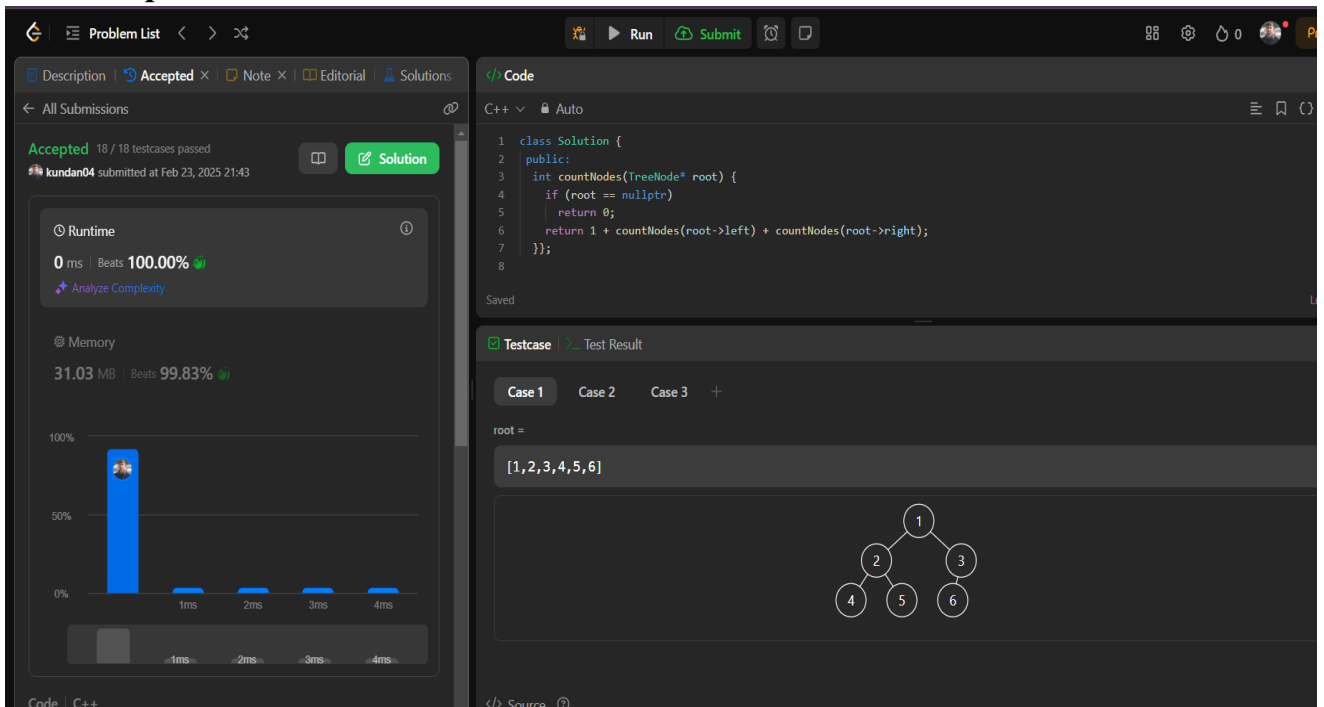 Problem List
Run
Submit
0
Description
Accepted
Note
Editorial
Solutions
All Submissions
Accepted 18 / 18 testcases passed
kundan04 submitted at Feb 23, 2025 21:43
Solution
Runtime
0 ms Beats 100.00%
Analyze Complexity
Memory
31.03 MB Beats 99.83%
100%
50%
0%
1ms 2ms 3ms 4ms
1ms 2ms 3ms 4ms
Code C++
</> Code
C++ Auto
1 class Solution {
2 public:
3 int countNodes(TreeNode* root) {
4 if (root == nullptr)
5 return 0;
6 return 1 + countNodes(root->left) + countNodes(root->right);
7 }};
8
Saved
Testcase
Test Result
Case 1 Case 2 Case 3 +
root =
[1,2,3,4,5,6]
1
2 3
4 5 6
</> Source